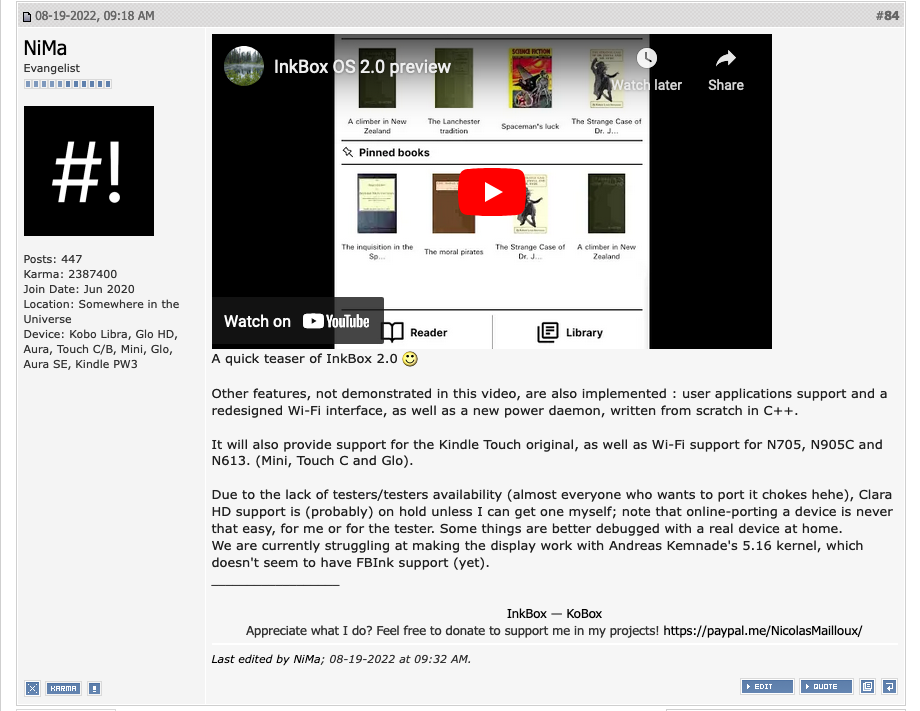 08-19-2022, 09:18 AM
#84
NiMa
Evangelist
#!
Posts: 447
Karma: 2387400
Join Date: Jun 2020
Location: Somewhere in the
Universe
Device: Kobo Libra, Glo HD,
Aura, Touch C/B, Mini, Glo,
Aura SE, Kindle PW3
InkBox OS 2.0 preview
Watch later
Share
SCIENCE FICTION
A climber in New
Zealand
The Lanchester
tradition
Spaceman"s luck
The Strange Case of
Dr. J...
Pinned books
The inquisition in the
Sp...
The moral pirates
The Strange Case of
Dr. J...
A climber in New
Zealand
Watch on YouTube
Reader
Library
A quick teaser of InkBox 2.0
Other features, not demonstrated in this video, are also implemented : user applications support and a
redesigned Wi-Fi interface, as well as a new power daemon, written from scratch in C++.
It will also provide support for the Kindle Touch original, as well as Wi-Fi support for N705, N905C and
N613. (Mini, Touch C and Glo).
Due to the lack of testers/testers availability (almost everyone who wants to port it chokes hehe), Clara
HD support is (probably) on hold unless I can get one myself; note that online-porting a device is never
that easy, for me or for the tester. Some things are better debugged with a real device at home.
We are currently struggling at making the display work with Andreas Kemnade's 5.16 kernel, which
doesn't seem to have FBInk support (yet).
__________________
InkBox — KoBox
Appreciate what I do? Feel free to donate to support me in my projects! https://paypal.me/NicolasMailloux/
Last edited by NiMa; 08-19-2022 at 09:32 AM.
KARMA
!
EDIT
QUOTE